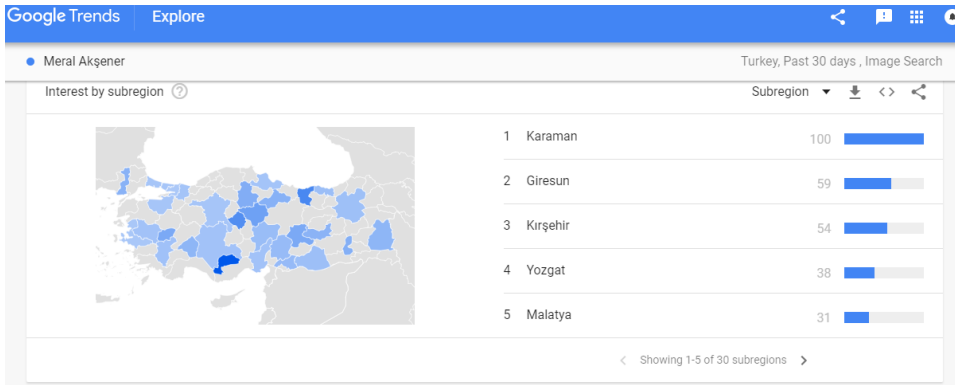 Google Trends Explore
Meral Akşener Turkey, Past 30 days , Image Search
Interest by subregion Subregion
1 Karaman 100
2 Giresun 59
3 Kırşehir 54
4 Yozgat 38
5 Malatya 31
Showing 1-5 of 30 subregions